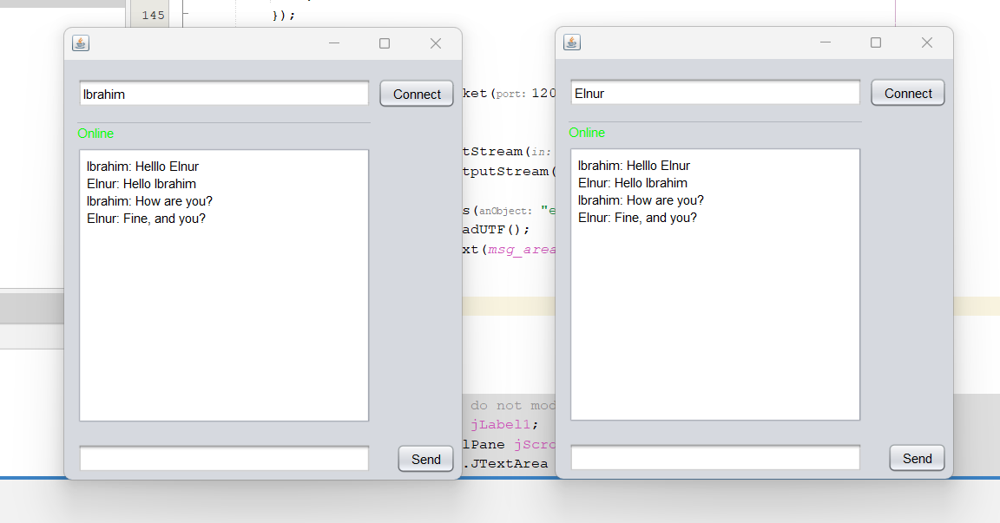 145
});
Ibrahim
Connect
Online
Ibrahim: Helllo Elnur
Elnur: Hello Ibrahim
Ibrahim: How are you?
Elnur: Fine, and you?
Send
ket(port: 120
tStream(in:
tputStream(
s(anObject: "e
adUTF();
xt(msg_area
do not mod
jLabel1;
lPane jScro
.JTextArea
Elnur
Connect
Online
Ibrahim: Helllo Elnur
Elnur: Hello Ibrahim
Ibrahim: How are you?
Elnur: Fine, and you?
Send